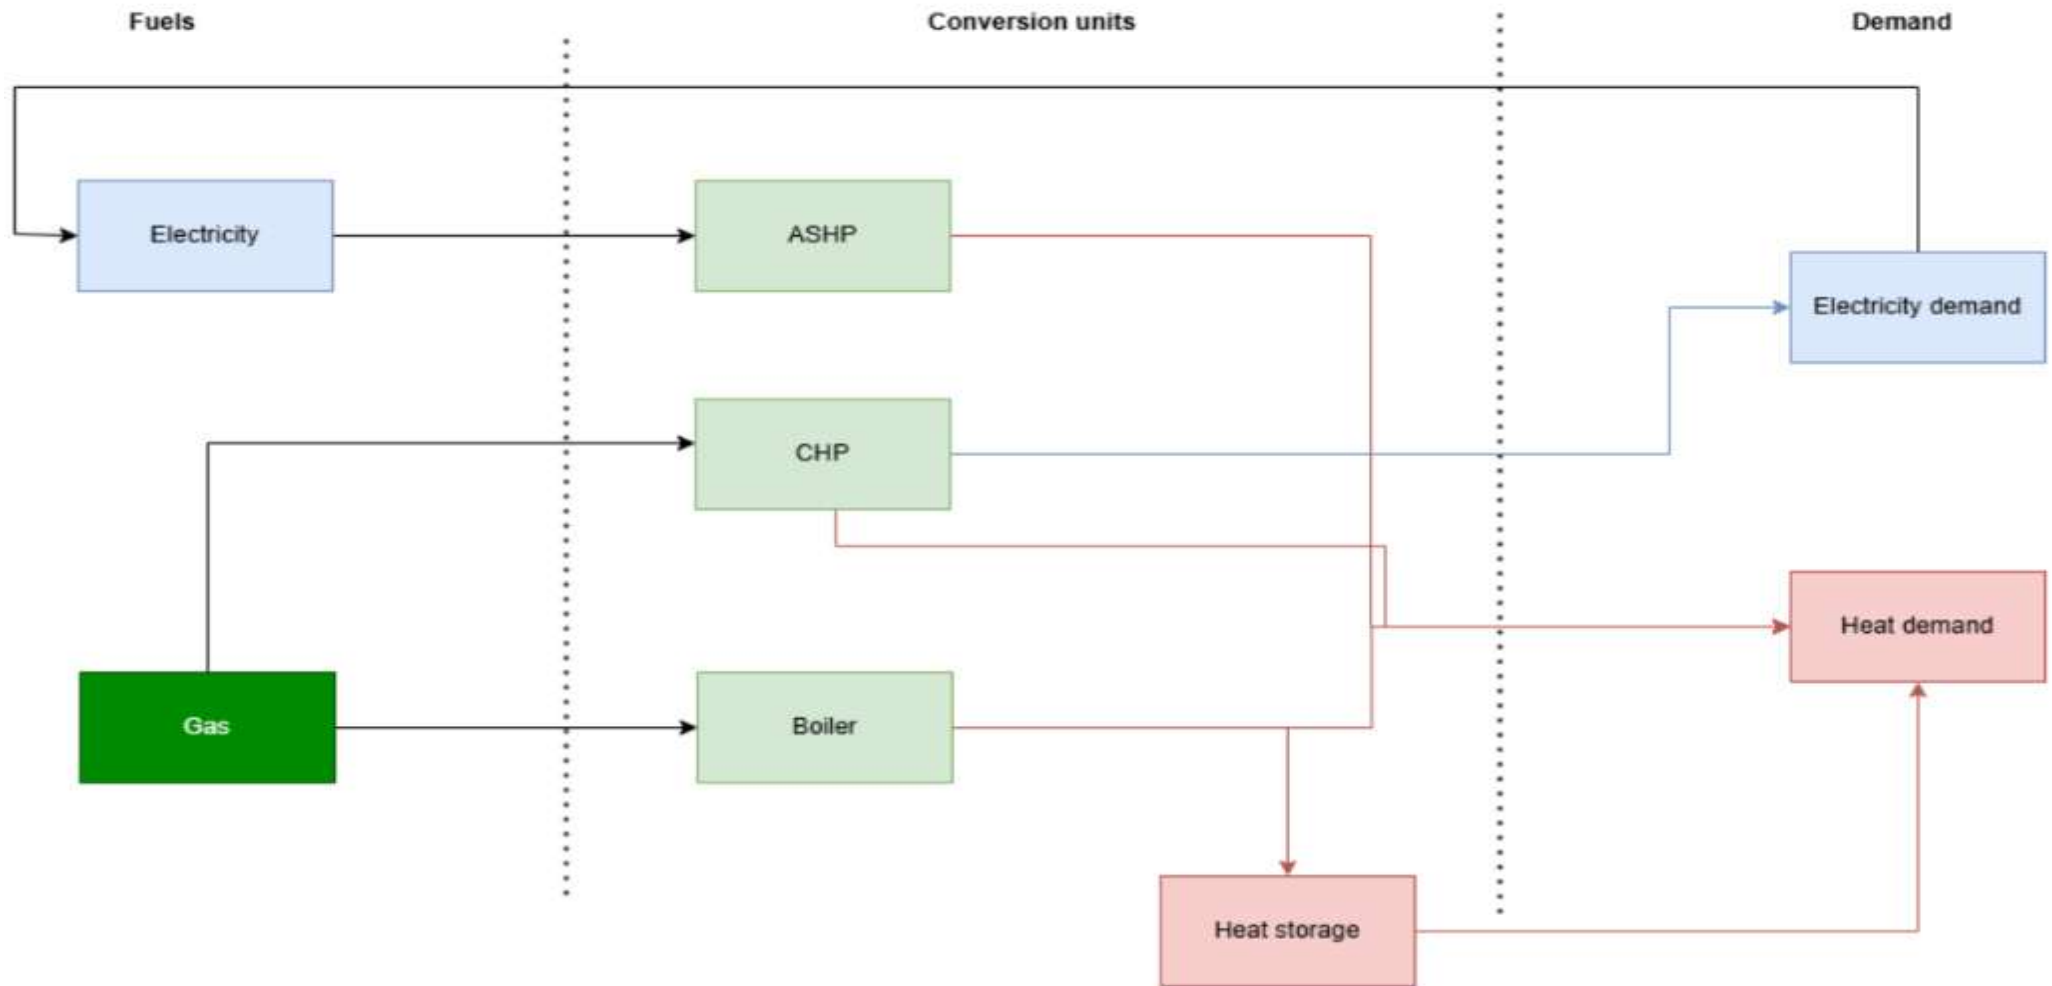 Fuels
Conversion units
Demand
Electricity
ASHP
Electricity demand
CHP
Heat demand
Gas
Boiler
Heat storage